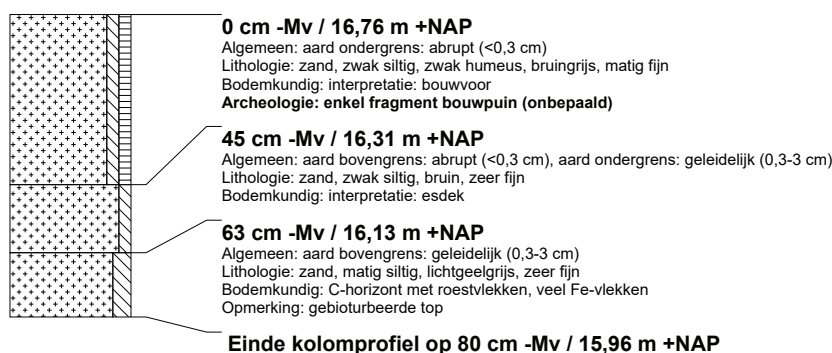 0 cm -Mv / 16,76 m +NAP
Algemeen: aard ondergrens: abrupt (<0,3 cm)
Lithologie: zand, zwak siltig, zwak humeus, bruingrijs, matig fijn
Bodemkundig: interpretatie: bouwvoor
Archeologie: enkel fragment bouwpuin (onbepaald)
45 cm -Mv / 16,31 m +NAP
Algemeen: aard bovengrens: abrupt (<0,3 cm), aard ondergrens: geleidelijk (0,3-3 cm)
Lithologie: zand, zwak siltig, bruin, zeer fijn
Bodemkundig: interpretatie: esdek
63 cm -Mv / 16,13 m +NAP
Algemeen: aard bovengrens: geleidelijk (0,3-3 cm)
Lithologie: zand, matig siltig, lichtgeelgrijs, zeer fijn
Bodemkundig: C-horizont met roestvlekken, veel Fe-vlekken
Opmerking: gebioturbeerde top
Einde kolomprofiel op 80 cm -Mv / 15,96 m +NAP